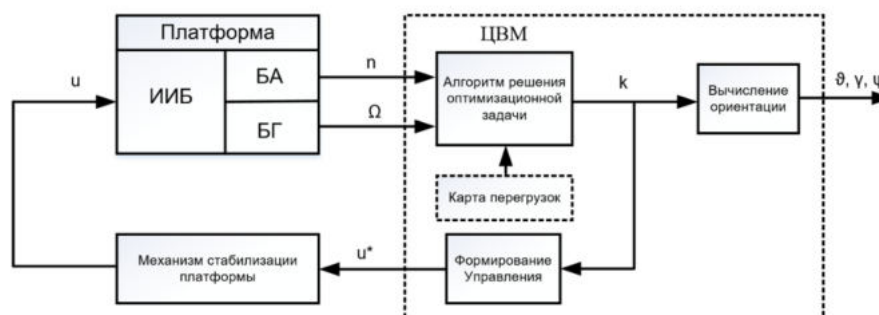 Платформа
ИИБ
БА
БГ
u
n
Ω
ЦВМ
Алгоритм решения
оптимизационной
задачи
k
Вычисление
ориентации
ϑ, γ, ψ
Карта перегрузок
Механизм стабилизации
платформы
u*
Формирование
Управления